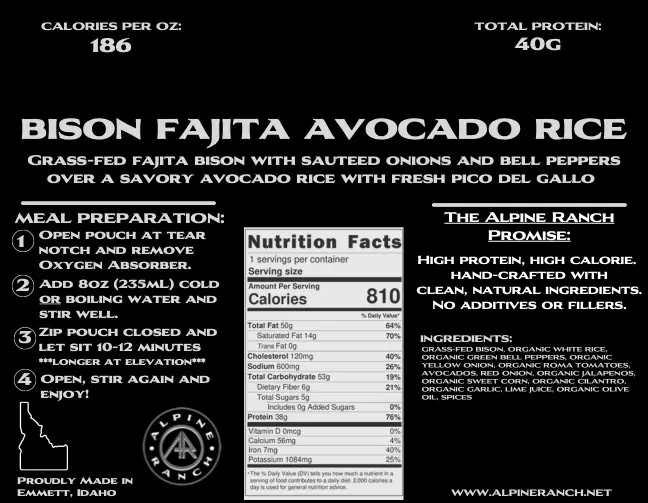 CALORIES PER OZ:
186
TOTAL PROTEIN:
40G
BISON FAJITA AVOCADO RICE
GRASS-FED FAJITA BISON WITH SAUTEED ONIONS AND BELL PEPPERS
OVER A SAVORY AVOCADO RICE WITH FRESH PICO DEL GALLO
MEAL PREPARATION:
1 OPEN POUCH AT TEAR
NOTCH AND REMOVE
OXYGEN ABSORBER.
2 ADD 8OZ (235ML) COLD
OR BOILING WATER AND
STIR WELL.
3 ZIP POUCH CLOSED AND
LET SIT 10-12 MINUTES
***LONGER AT ELEVATION***
4 OPEN, STIR AGAIN AND
ENJOY!
PROUDLY MADE IN
EMMETT, IDAHO
ALPINE
RANCH
Nutrition Facts
1 servings per container
Serving size
Amount Per Serving
Calories 810
% Daily Value*
Total Fat 50g 64%
Saturated Fat 14g 70%
Trans Fat 0g
Cholesterol 120mg 40%
Sodium 600mg 26%
Total Carbohydrate 53g 19%
Dietary Fiber 6g 21%
Total Sugars 5g
Includes 0g Added Sugars 0%
Protein 38g 76%
Vitamin D 0mcg 0%
Calcium 56mg 4%
Iron 7mg 40%
Potassium 1084mg 25%
*The % Daily Value (DV) tells you how much a nutrient in a
serving of food contributes to a daily diet. 2,000 calories a
day is used for general nutrition advice.
THE ALPINE RANCH
PROMISE:
HIGH PROTEIN, HIGH CALORIE.
HAND-CRAFTED WITH
CLEAN, NATURAL INGREDIENTS.
NO ADDITIVES OR FILLERS.
INGREDIENTS:
GRASS-FED BISON, ORGANIC WHITE RICE,
ORGANIC GREEN BELL PEPPERS, ORGANIC
YELLOW ONION, ORGANIC ROMA TOMATOES,
AVOCADOS, RED ONION, ORGANIC JALAPENOS,
ORGANIC SWEET CORN, ORGANIC CILANTRO,
ORGANIC GARLIC, LIME JUICE, ORGANIC OLIVE
OIL, SPICES
WWW.ALPINERANCH.NET